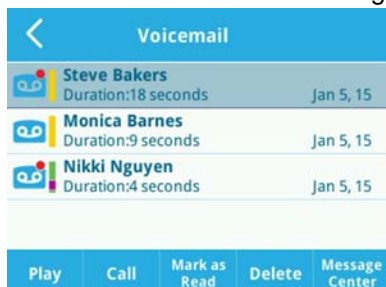 Voicemail
Steve Bakers
Duration:18 seconds Jan 5, 15
Monica Barnes
Duration:9 seconds Jan 5, 15
Nikki Nguyen
Duration:4 seconds Jan 5, 15
Play Call Mark as Read Delete Message Center